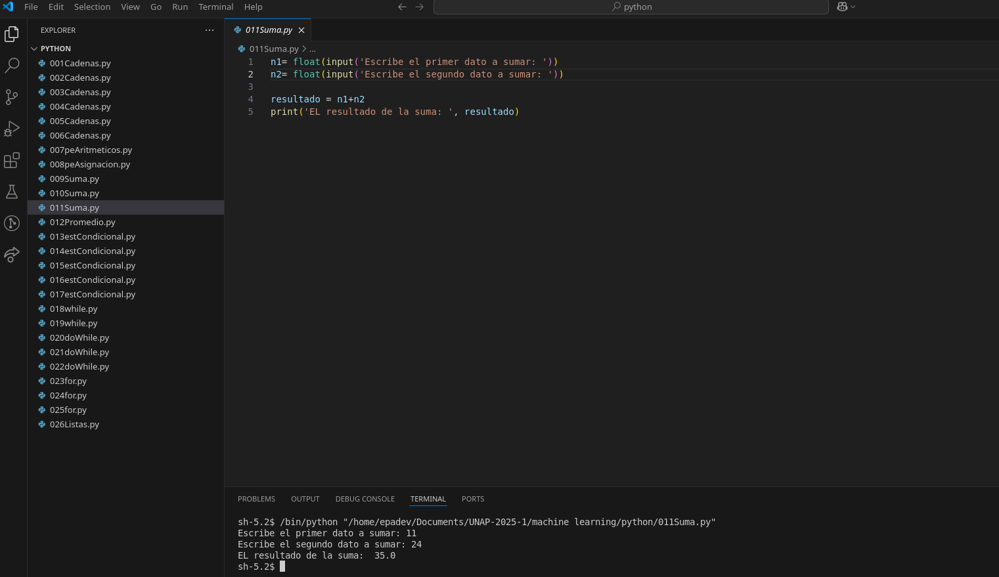 File Edit Selection View Go Run Terminal Help
python
EXPLORER
PYTHON
001Cadenas.py
002Cadenas.py
003Cadenas.py
004Cadenas.py
005Cadenas.py
006Cadenas.py
007peAritmeticos.py
008peAsignacion.py
009Suma.py
010Suma.py
011Suma.py
012Promedio.py
013estCondicional.py
014estCondicional.py
015estCondicional.py
016estCondicional.py
017estCondicional.py
018while.py
019while.py
020doWhile.py
021doWhile.py
022doWhile.py
023for.py
024for.py
025for.py
026Listas.py
011Suma.py
011Suma.py > ...
1 n1= float(input('Escribe el primer dato a sumar: '))
2 n2= float(input('Escribe el segundo dato a sumar: '))
3
4 resultado = n1+n2
5 print('EL resultado de la suma: ', resultado)
PROBLEMS OUTPUT DEBUG CONSOLE TERMINAL PORTS
sh-5.2$ /bin/python "/home/epadev/Documents/UNAP-2025-1/machine learning/python/011Suma.py"
Escribe el primer dato a sumar: 11
Escribe el segundo dato a sumar: 24
EL resultado de la suma:  35.0
sh-5.2$